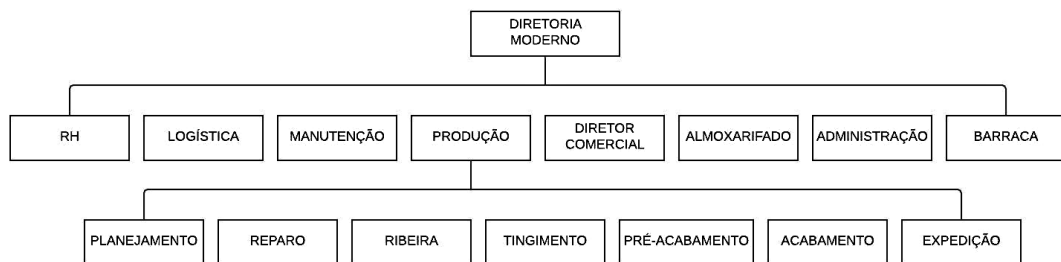 DIRETORIA
MODERNO
RH
LOGÍSTICA
MANUTENÇÃO
PRODUÇÃO
DIRETOR
COMERCIAL
ALMOXARIFADO
ADMINISTRAÇÃO
BARRACA
PLANEJAMENTO
REPARO
RIBEIRA
TINGIMENTO
PRÉ-ACABAMENTO
ACABAMENTO
EXPEDIÇÃO